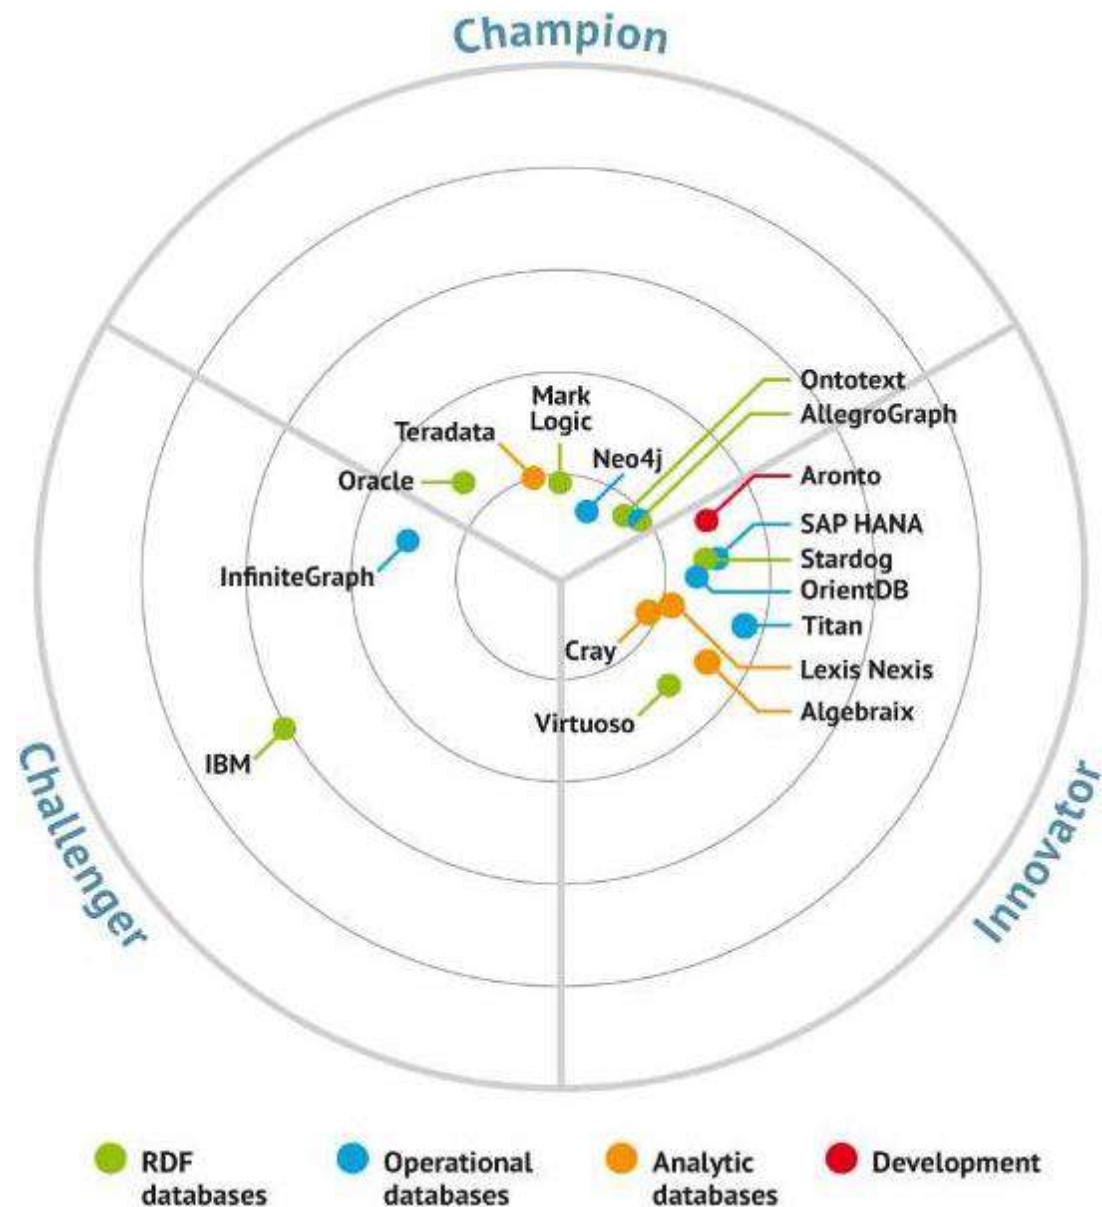 Champion
Ontotext
Mark
Logic
AllegroGraph
Teradata
Neo4j
Oracle
Aronto
SAP HANA
Stardog
InfiniteGraph
OrientDB
Titan
Cray
Lexis Nexis
Algebraix
Virtuoso
IBM
Challenger
Innovator
RDF
databases
Operational
databases
Analytic
databases
Development